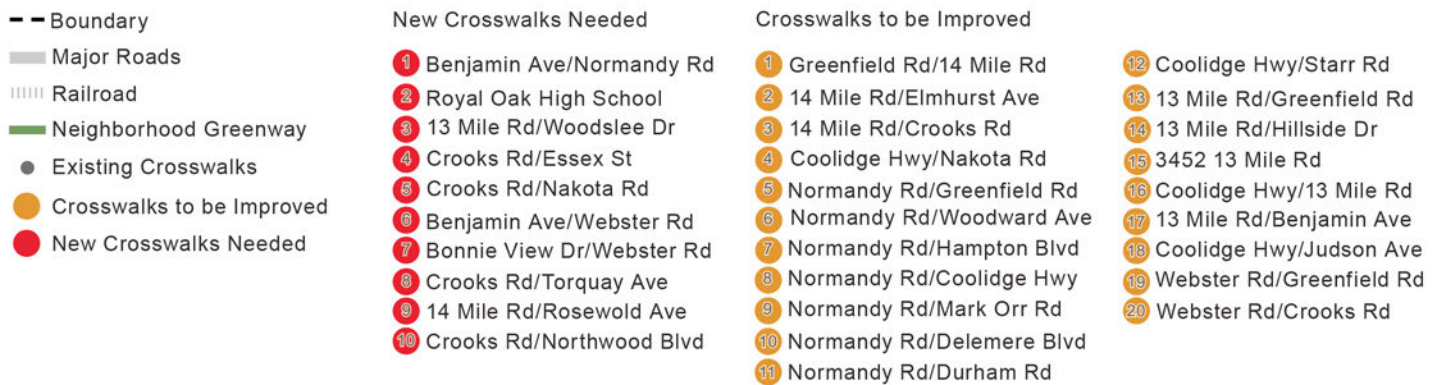 Boundary
Major Roads
Railroad
Neighborhood Greenway
Existing Crosswalks
Crosswalks to be Improved
New Crosswalks Needed
New Crosswalks Needed
1 Benjamin Ave/Normandy Rd
2 Royal Oak High School
3 13 Mile Rd/Woodslee Dr
4 Crooks Rd/Essex St
5 Crooks Rd/Nakota Rd
6 Benjamin Ave/Webster Rd
7 Bonnie View Dr/Webster Rd
8 Crooks Rd/Torquay Ave
9 14 Mile Rd/Rosewold Ave
10 Crooks Rd/Northwood Blvd
Crosswalks to be Improved
1 Greenfield Rd/14 Mile Rd
2 14 Mile Rd/Elmhurst Ave
3 14 Mile Rd/Crooks Rd
4 Coolidge Hwy/Nakota Rd
5 Normandy Rd/Greenfield Rd
6 Normandy Rd/Woodward Ave
7 Normandy Rd/Hampton Blvd
8 Normandy Rd/Coolidge Hwy
9 Normandy Rd/Mark Orr Rd
10 Normandy Rd/Delemere Blvd
11 Normandy Rd/Durham Rd
12 Coolidge Hwy/Starr Rd
13 13 Mile Rd/Greenfield Rd
14 13 Mile Rd/Hillside Dr
15 3452 13 Mile Rd
16 Coolidge Hwy/13 Mile Rd
17 13 Mile Rd/Benjamin Ave
18 Coolidge Hwy/Judson Ave
19 Webster Rd/Greenfield Rd
20 Webster Rd/Crooks Rd